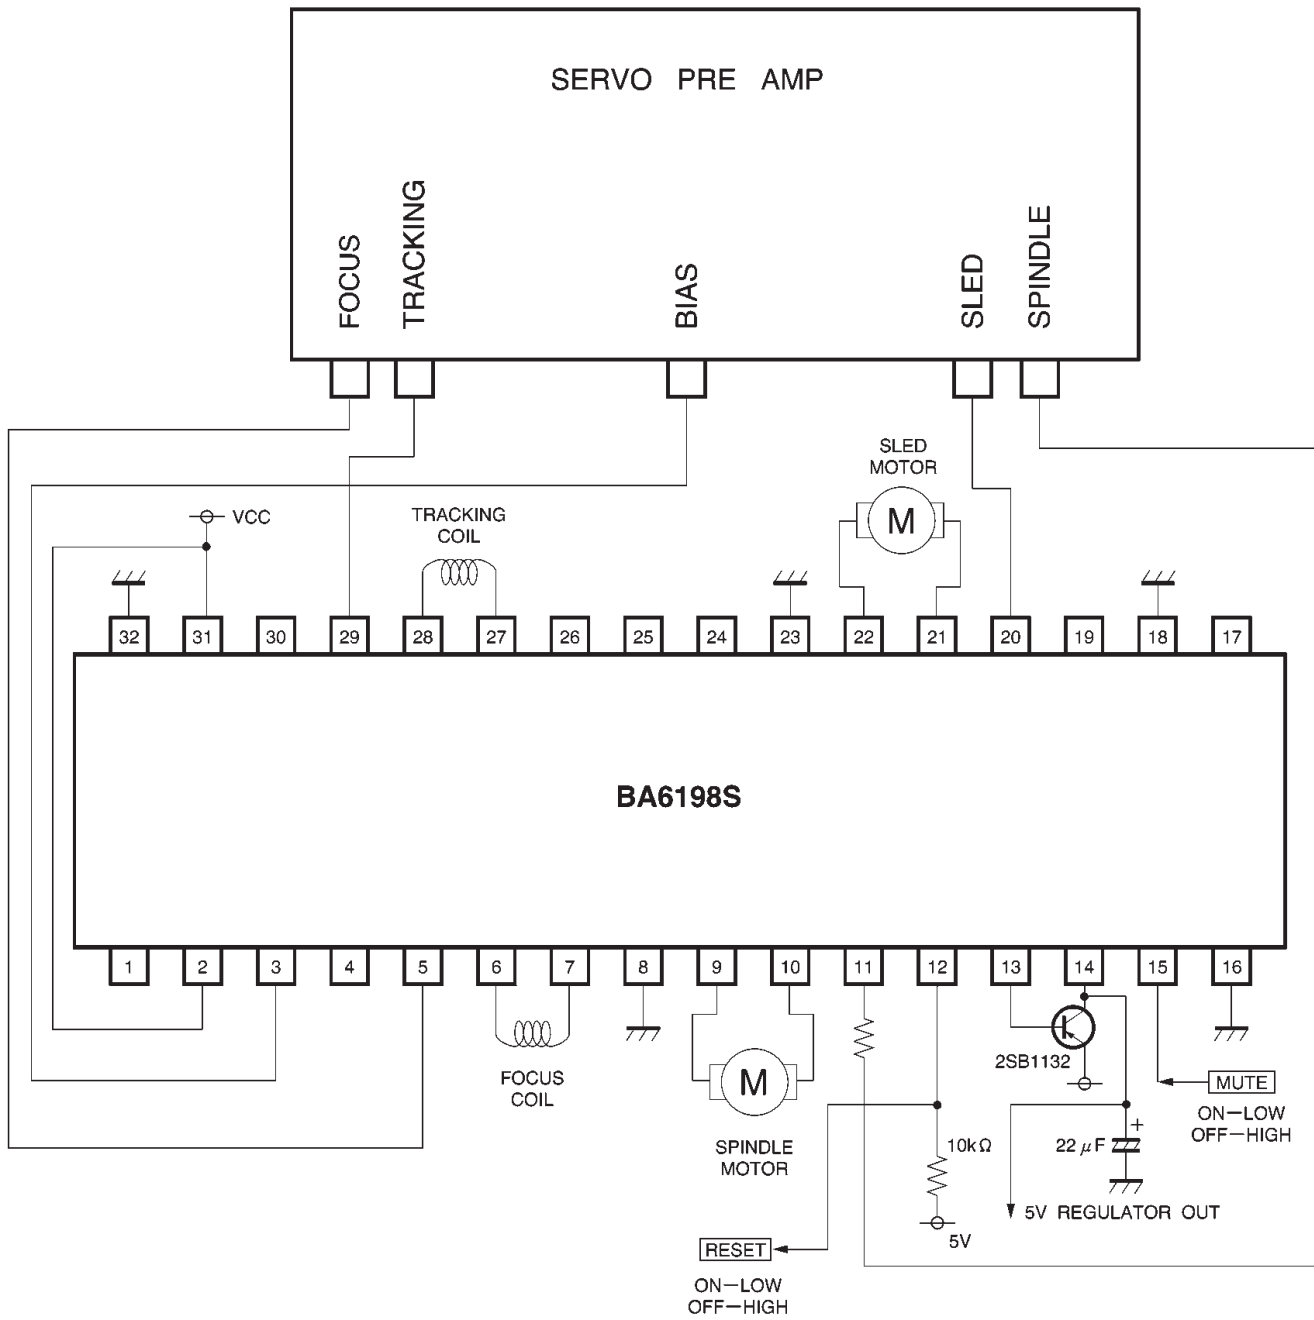 SERVO PRE AMP
FOCUS
TRACKING
BIAS
SLED
SPINDLE
SLED
MOTOR
M
VCC
TRACKING
COIL
32 31 30 29 28 27 26 25 24 23 22 21 20 19 18 17
BA6198S
1 2 3 4 5 6 7 8 9 10 11 12 13 14 15 16
2SB1132
FOCUS
COIL
M
MUTE
ON-LOW
OFF-HIGH
SPINDLE
MOTOR
10kΩ
22μF
+
5V REGULATOR OUT
5V
RESET
ON-LOW
OFF-HIGH